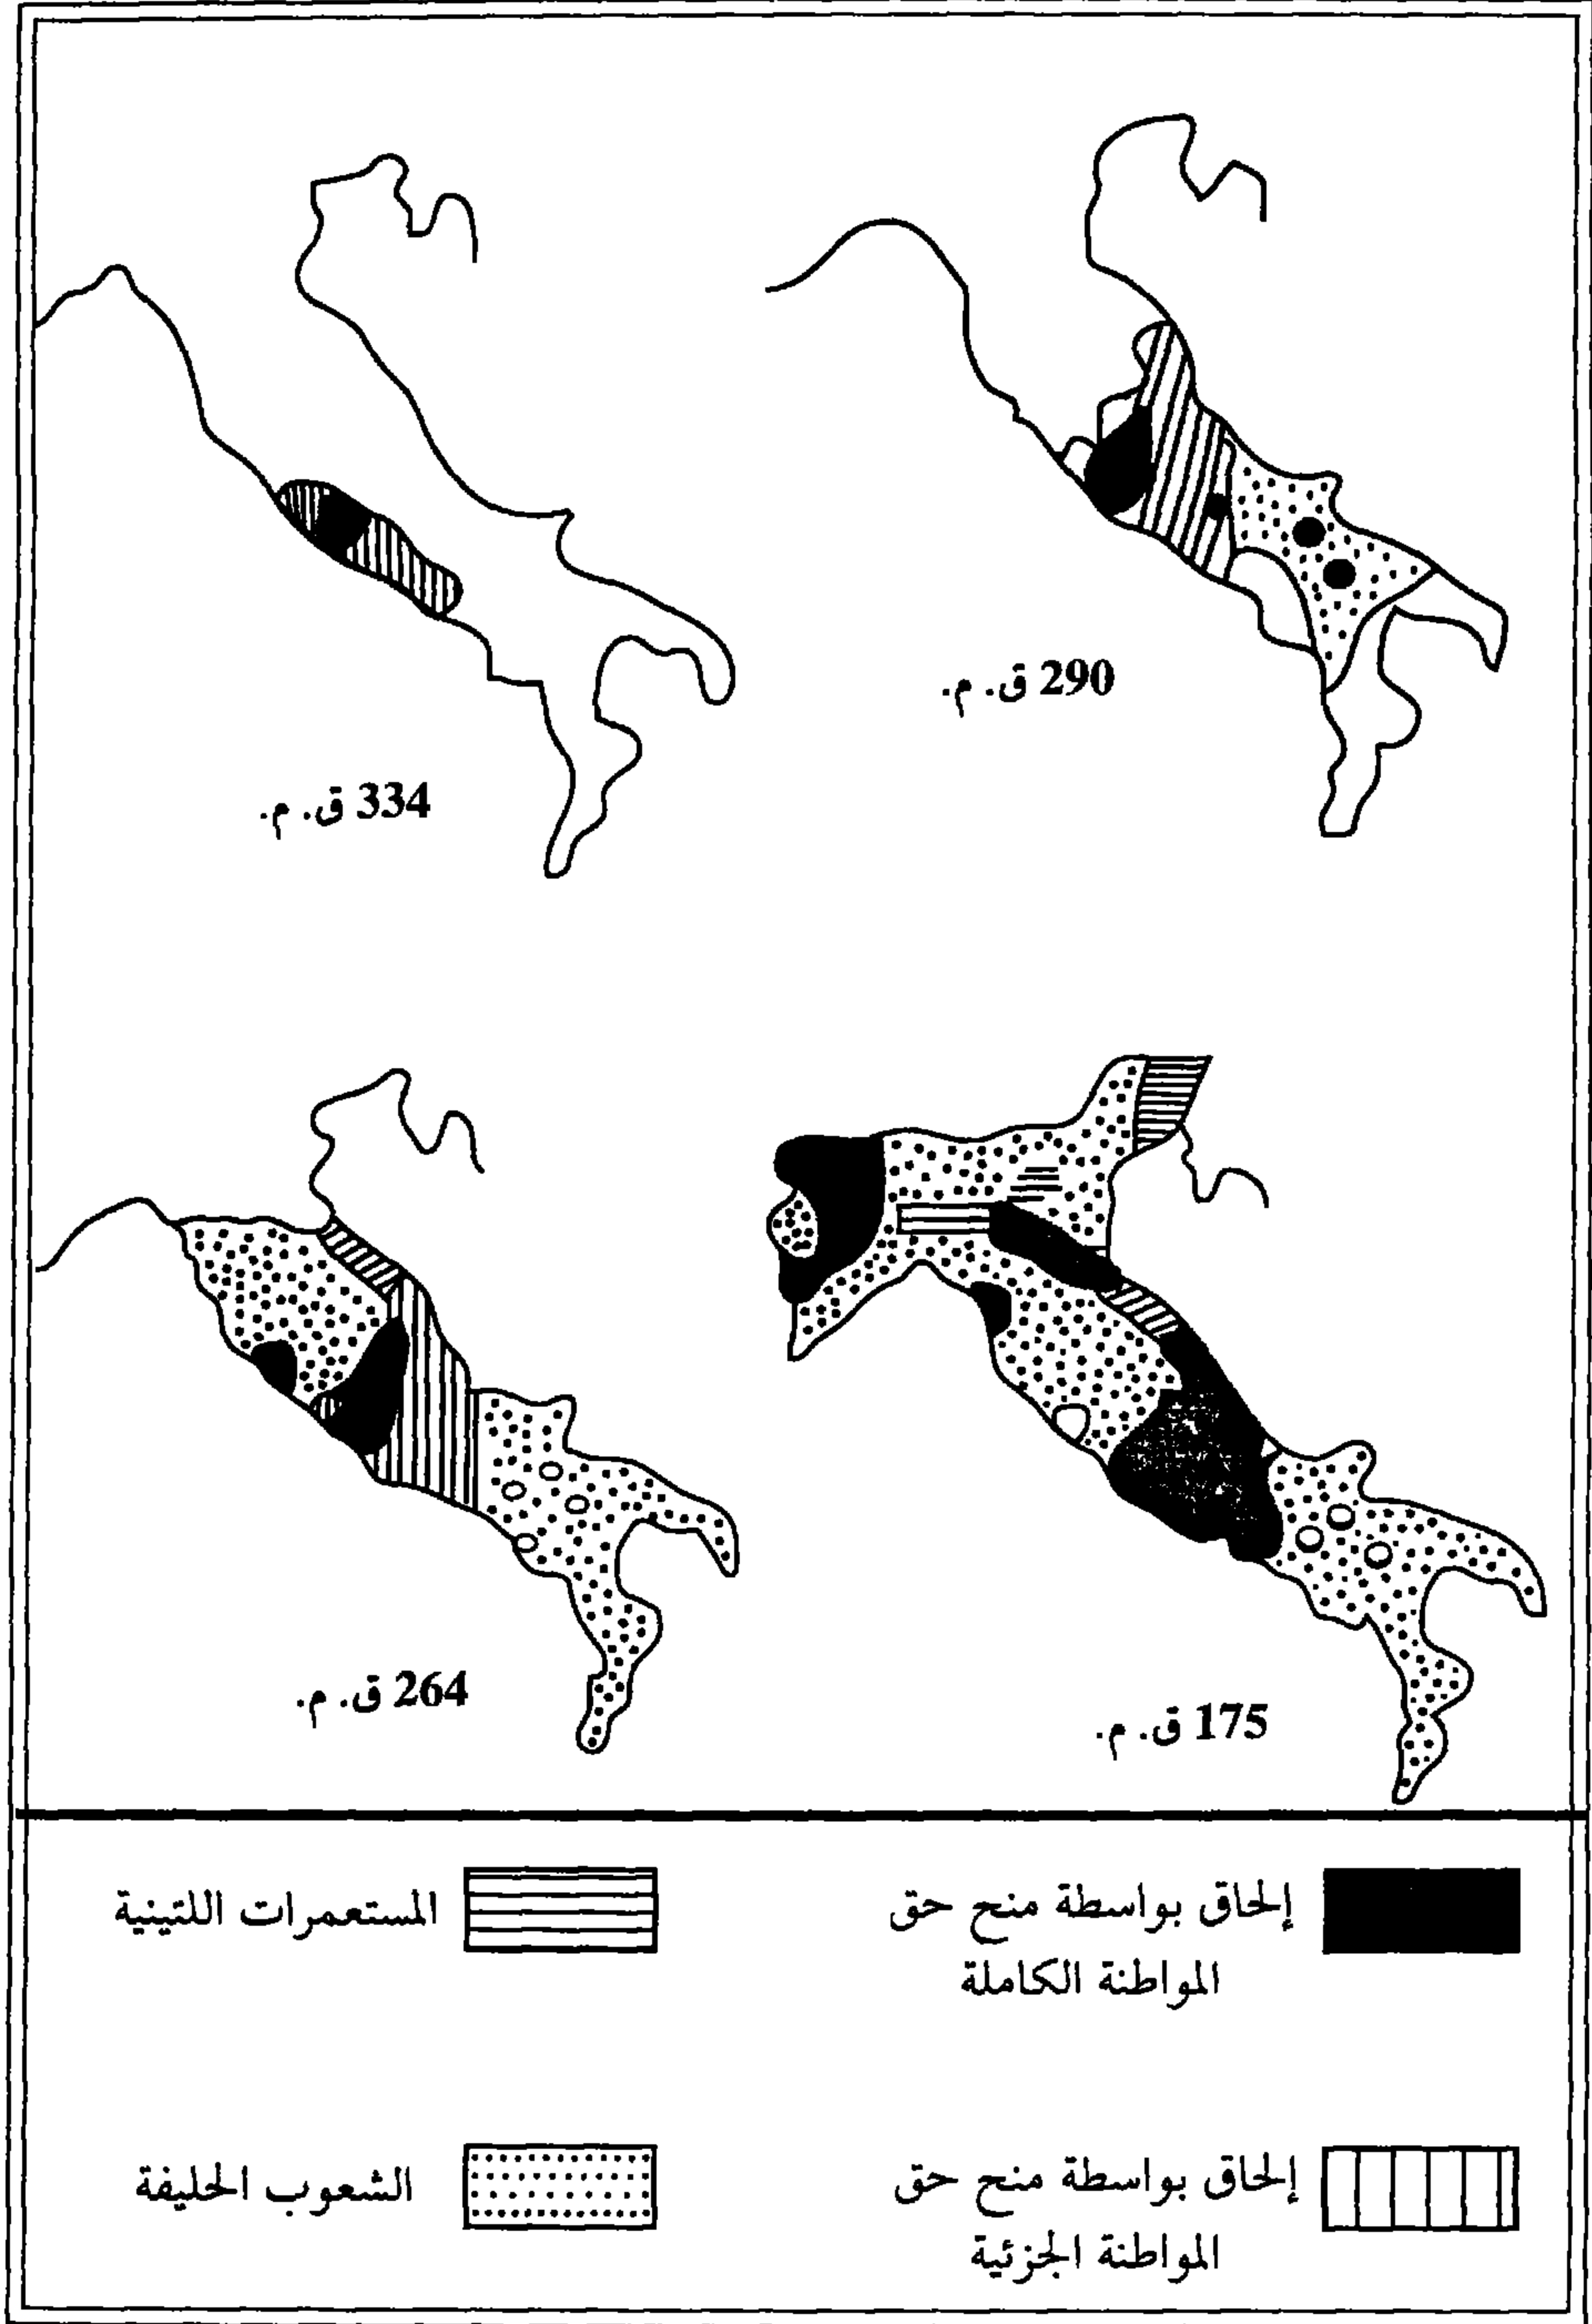 290 ق. م.
334 ق. م.
264 ق. م.
175 ق. م.
إلحاق بواسطة منح حق
المواطنة الكاملة
المستعمرات اللتينية
إلحاق بواسطة منح حق
المواطنة الجزئية
الشعوب الحليفة